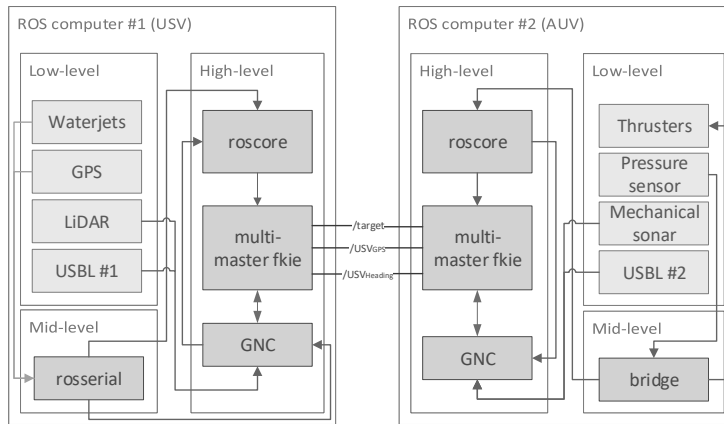 ROS computer #1 (USV)
Low-level
Waterjets
GPS
LiDAR
USBL #1
Mid-level
rosserial
High-level
roscore
multi-
master fkie
GNC
/target
/USVGPS
/USVHeading
ROS computer #2 (AUV)
High-level
roscore
multi-
master fkie
GNC
Low-level
Thrusters
Pressure
sensor
Mechanical
sonar
USBL #2
Mid-level
bridge